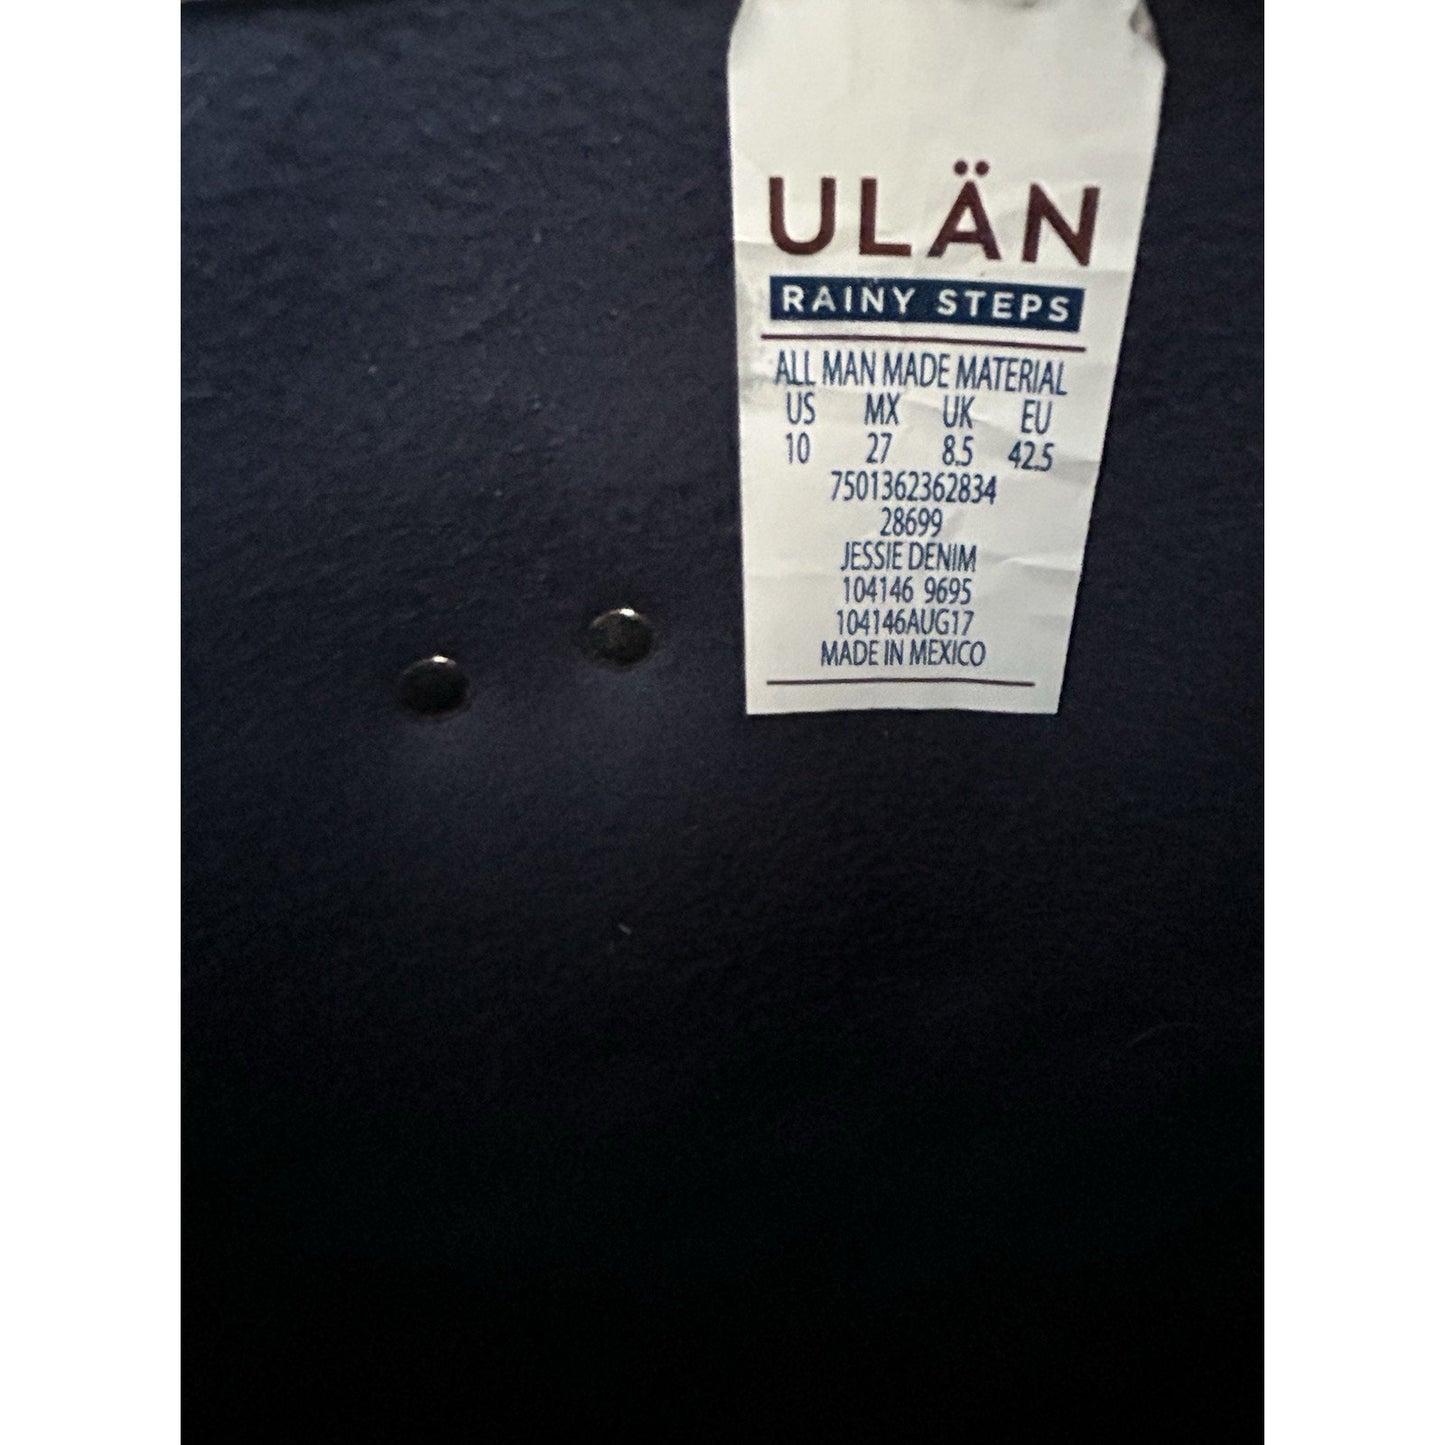 ULÄN
RAINY STEPS
ALL MAN MADE MATERIAL
US MX UK EU
10 27 8.5 42.5
7501362362834
28699
JESSIE DENIM
104146 9695
104146AUG17
MADE IN MEXICO